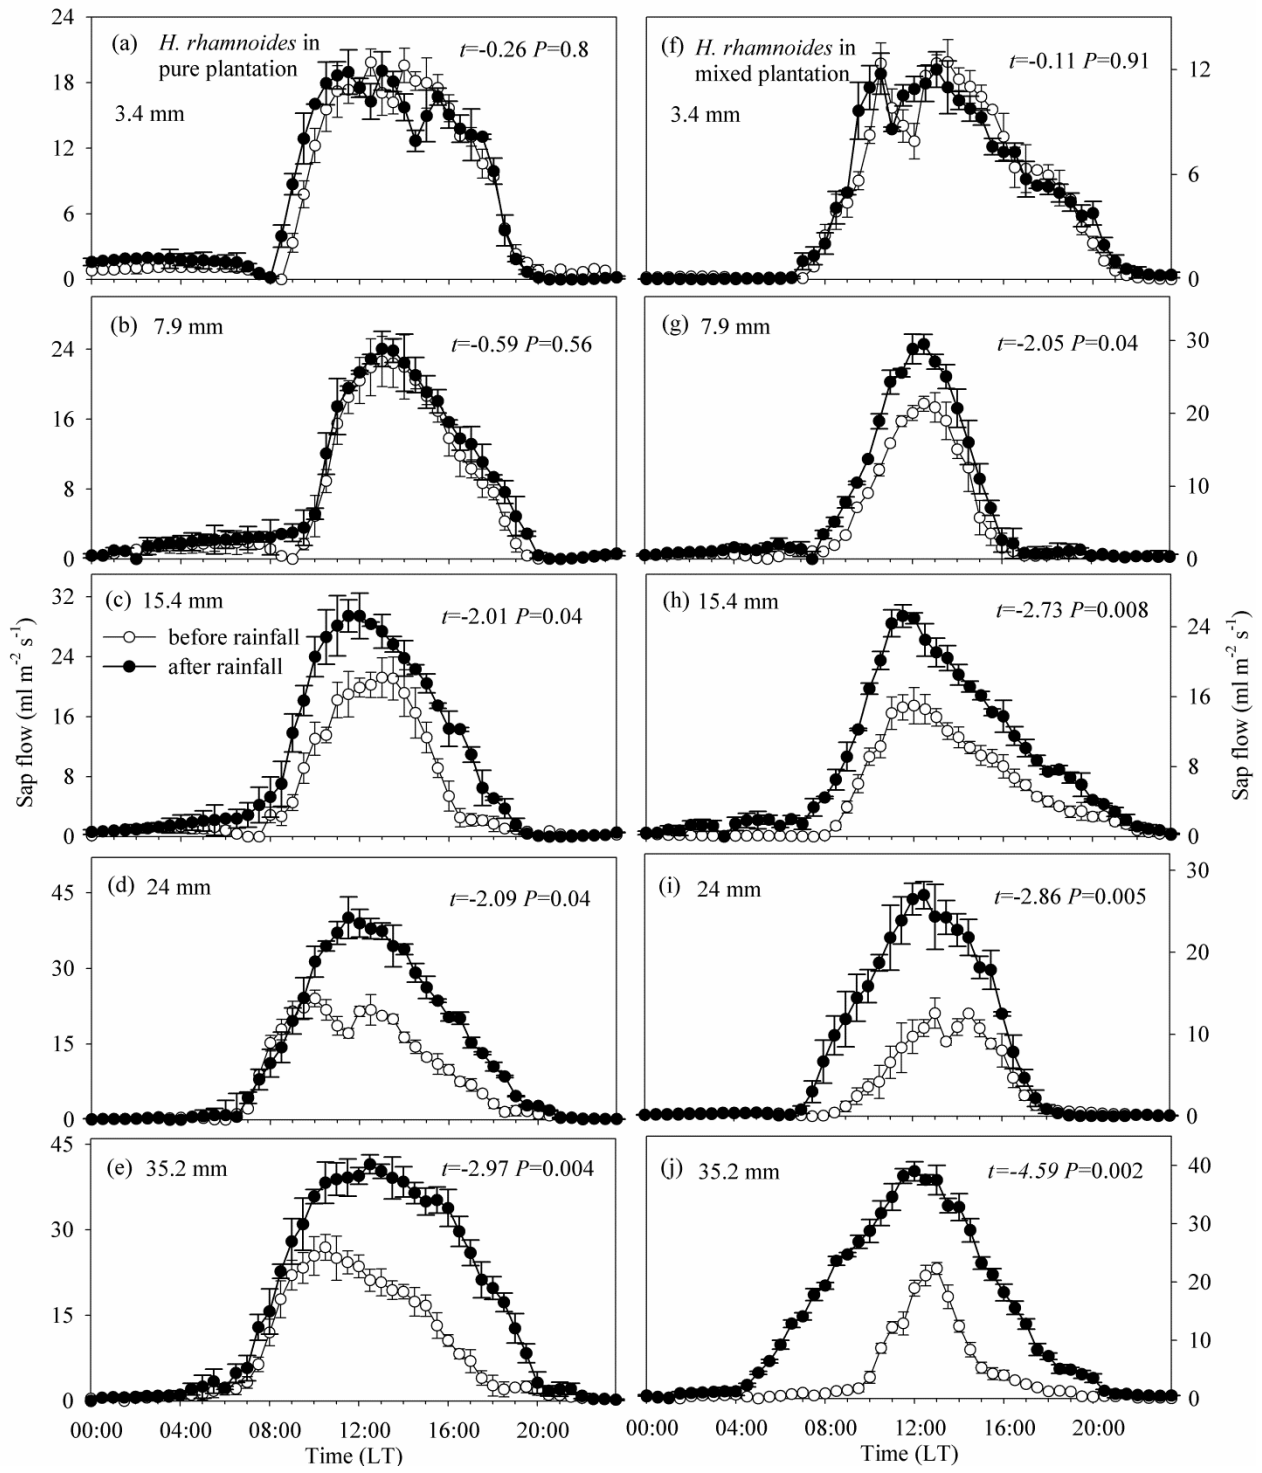 24
18
12
6
0
(a) H. rhamnoides in
pure plantation
3.4 mm
t=-0.26 P=0.8
(f) H. rhamnoides in
mixed plantation
3.4 mm
t=-0.11 P=0.91
12
6
0
24
16
8
0
(b) 7.9 mm
t=-0.59 P=0.56
(g) 7.9 mm
t=-2.05 P=0.04
30
20
10
0
32
24
16
8
0
(c) 15.4 mm
t=-2.01 P=0.04
before rainfall
after rainfall
(h) 15.4 mm
t=-2.73 P=0.008
24
16
8
0
Sap flow (ml m-2 s-1)
Sap flow (ml m-2 s-1)
45
30
15
0
(d) 24 mm
t=-2.09 P=0.04
(i) 24 mm
t=-2.86 P=0.005
30
20
10
0
45
30
15
0
(e) 35.2 mm
t=-2.97 P=0.004
(j) 35.2 mm
t=-4.59 P=0.002
40
30
20
10
0
00:00 04:00 08:00 12:00 16:00 20:00
Time (LT)
00:00 04:00 08:00 12:00 16:00 20:00
Time (LT)